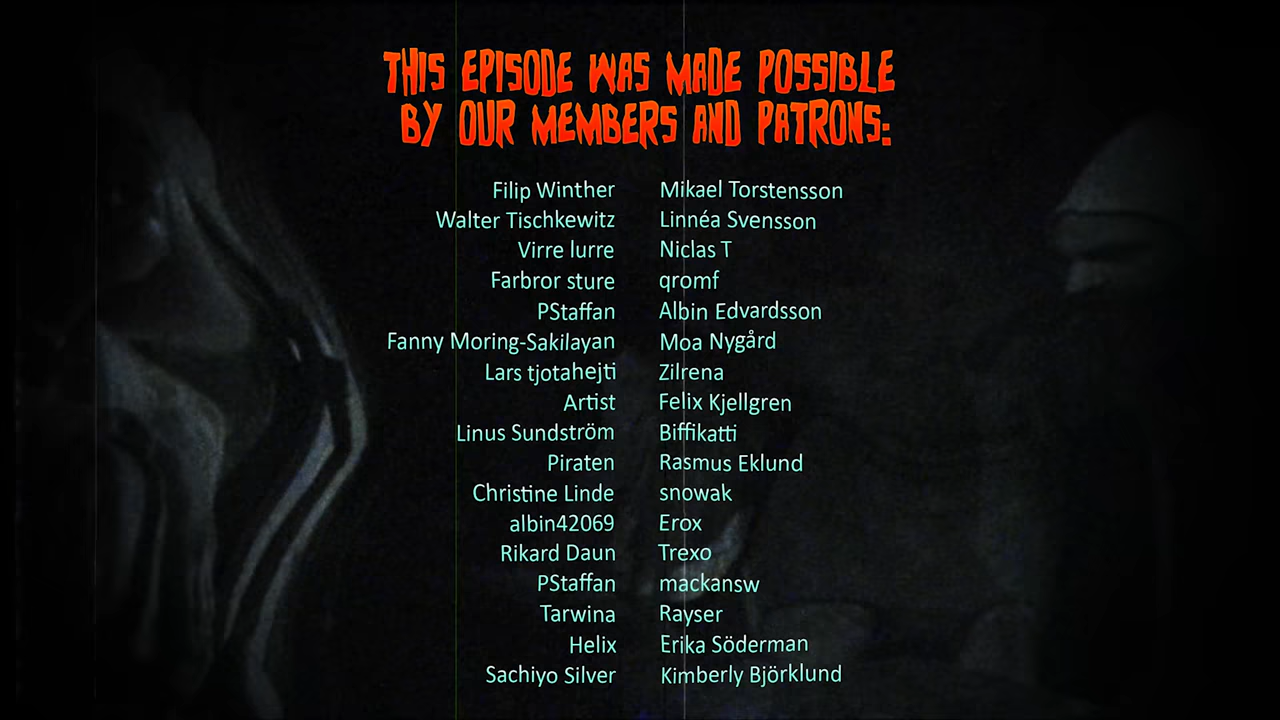 THIS EPISODE WAS MADE POSSIBLE
BY OUR MEMBERS AND PATRONS:
Filip Winther
Walter Tischkewitz
Virre lurre
Farbror sture
PStaffan
Fanny Moring-Sakilayan
Lars tjotahejti
Artist
Linus Sundström
Piraten
Christine Linde
albin42069
Rikard Daun
PStaffan
Tarwina
Helix
Sachiyo Silver
Mikael Torstensson
Linnéa Svensson
Niclas T
qromf
Albin Edvardsson
Moa Nygård
Zilrena
Felix Kjellgren
Biffikatti
Rasmus Eklund
snowak
Erox
Trexo
mackansw
Rayser
Erika Söderman
Kimberly Björklund